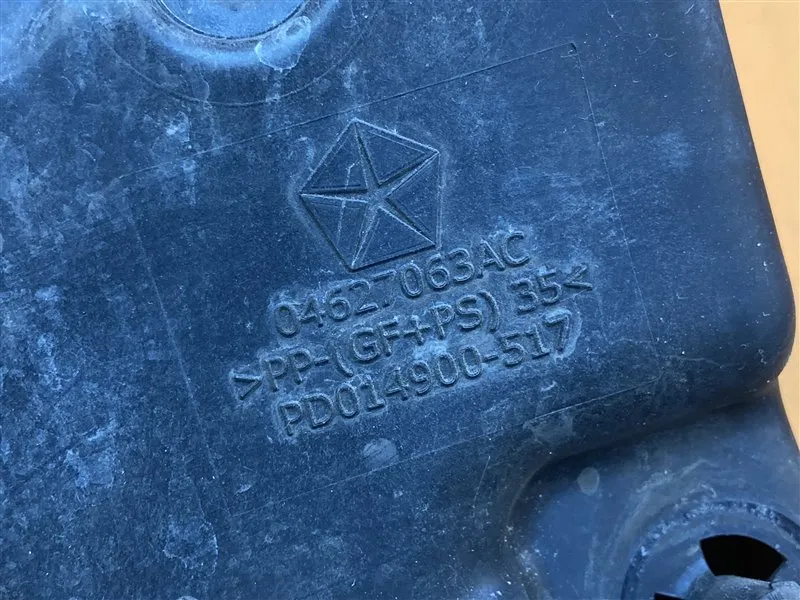 04627063AC
>PP-(GF+PS) 35<
PD014900-517